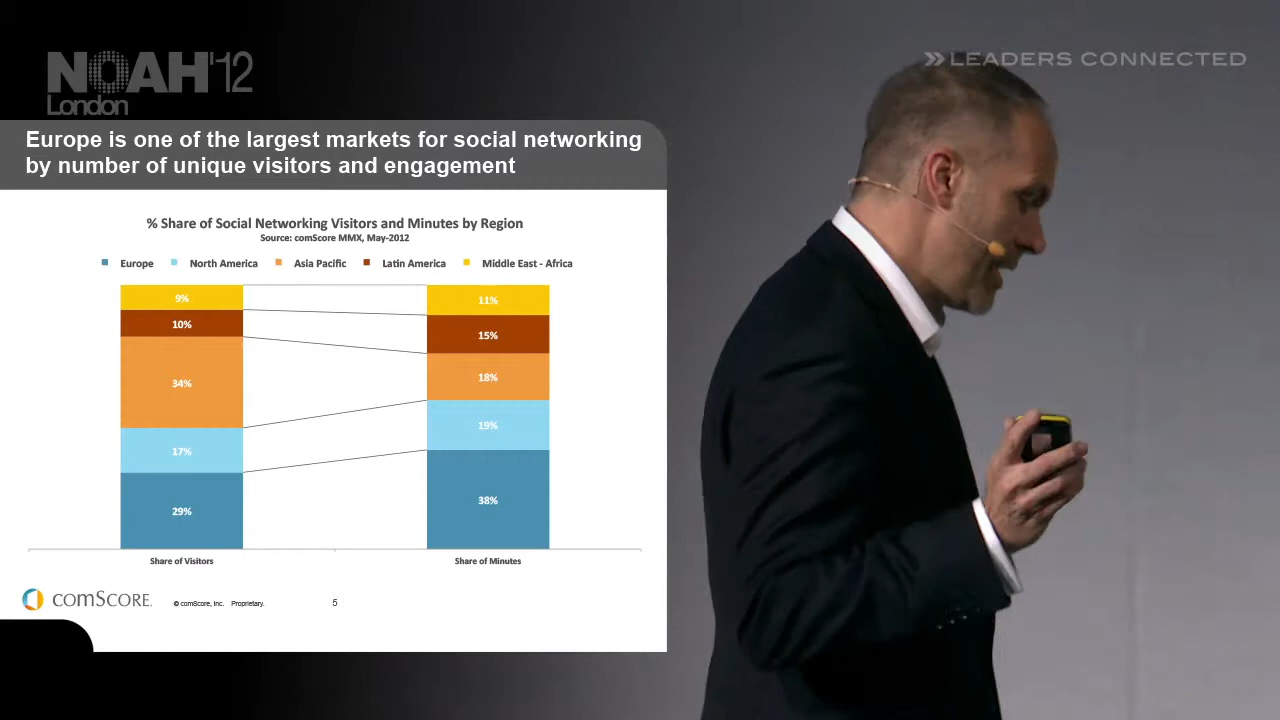 NOAH'12
London
LEADERS CONNECTED
Europe is one of the largest markets for social networking
by number of unique visitors and engagement
% Share of Social Networking Visitors and Minutes by Region
Source: comScore MMX, May-2012
Europe North America Asia Pacific Latin America Middle East - Africa
9% 11%
10% 15%
34% 18%
17% 19%
29% 38%
Share of Visitors Share of Minutes
comSCORE. © comScore, Inc. Proprietary. 5